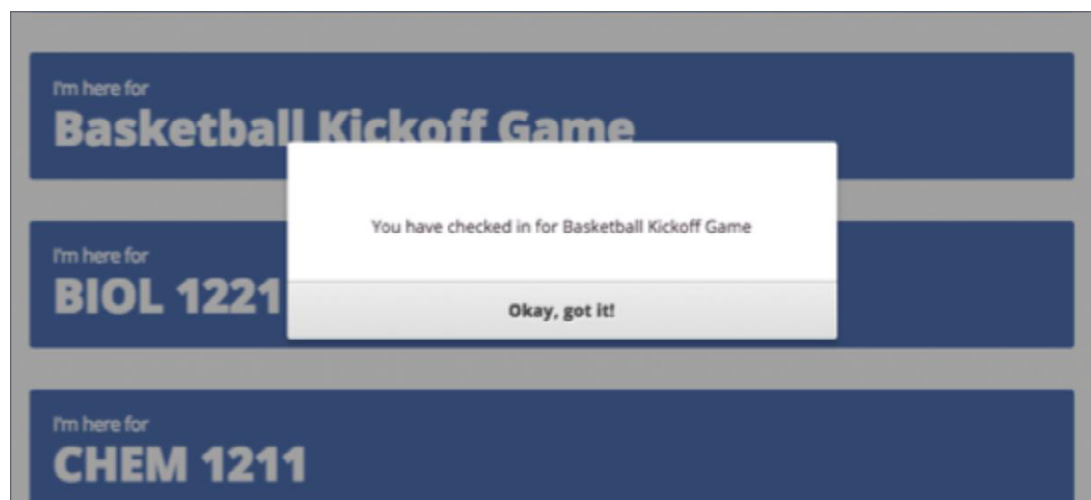 I'm here for
Basketball Kickoff Game
You have checked in for Basketball Kickoff Game
I'm here for
BIOL 1221
Okay, got it!
I'm here for
CHEM 1211